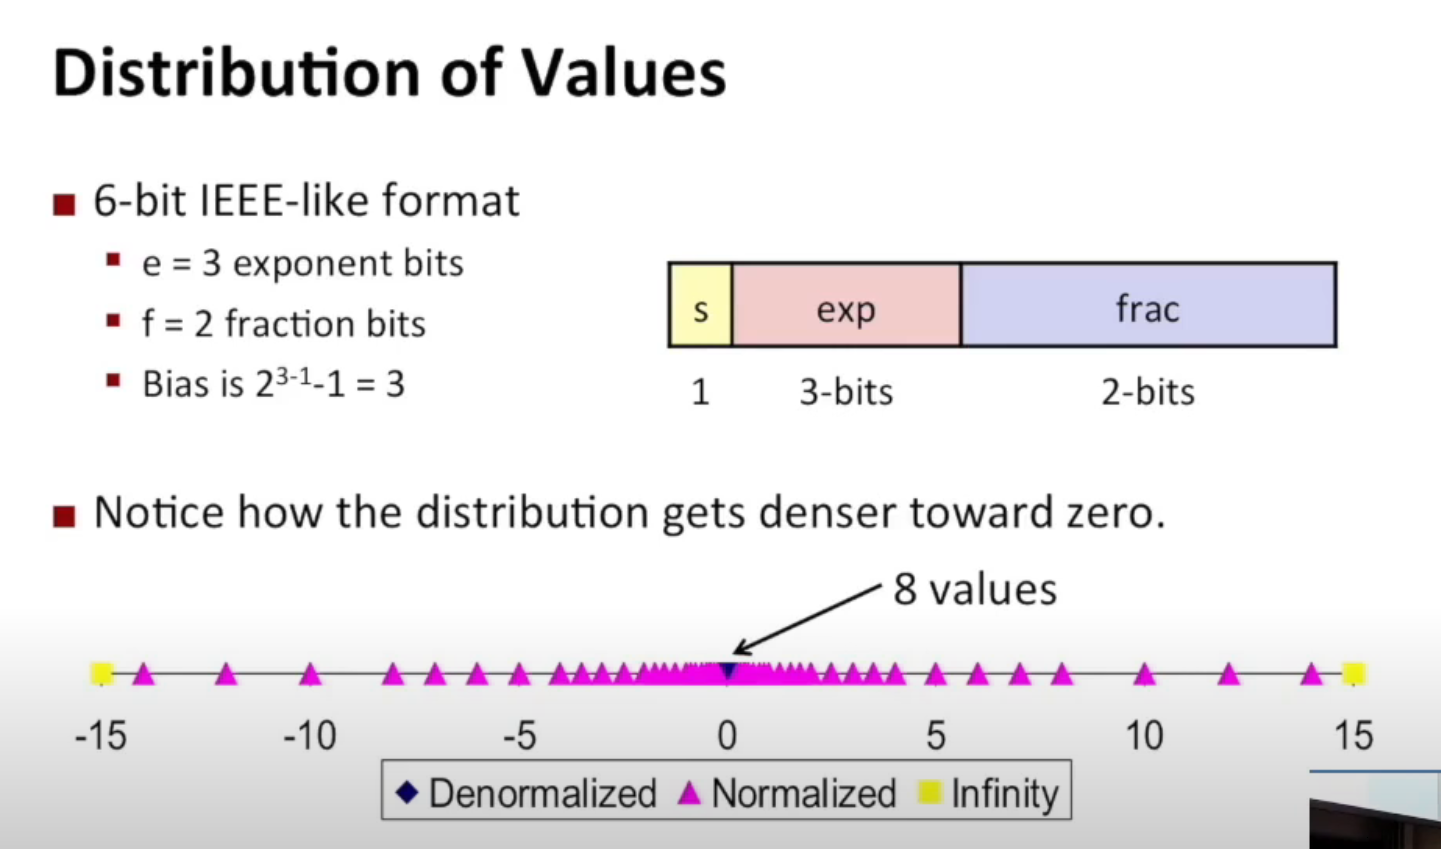 Distribution of Values
■ 6-bit IEEE-like format
▪ e = 3 exponent bits
▪ f = 2 fraction bits
▪ Bias is 2³⁻¹-1 = 3
s exp frac
1 3-bits 2-bits
■ Notice how the distribution gets denser toward zero.
8 values
-15 -10 -5 0 5 10 15
Denormalized Normalized Infinity